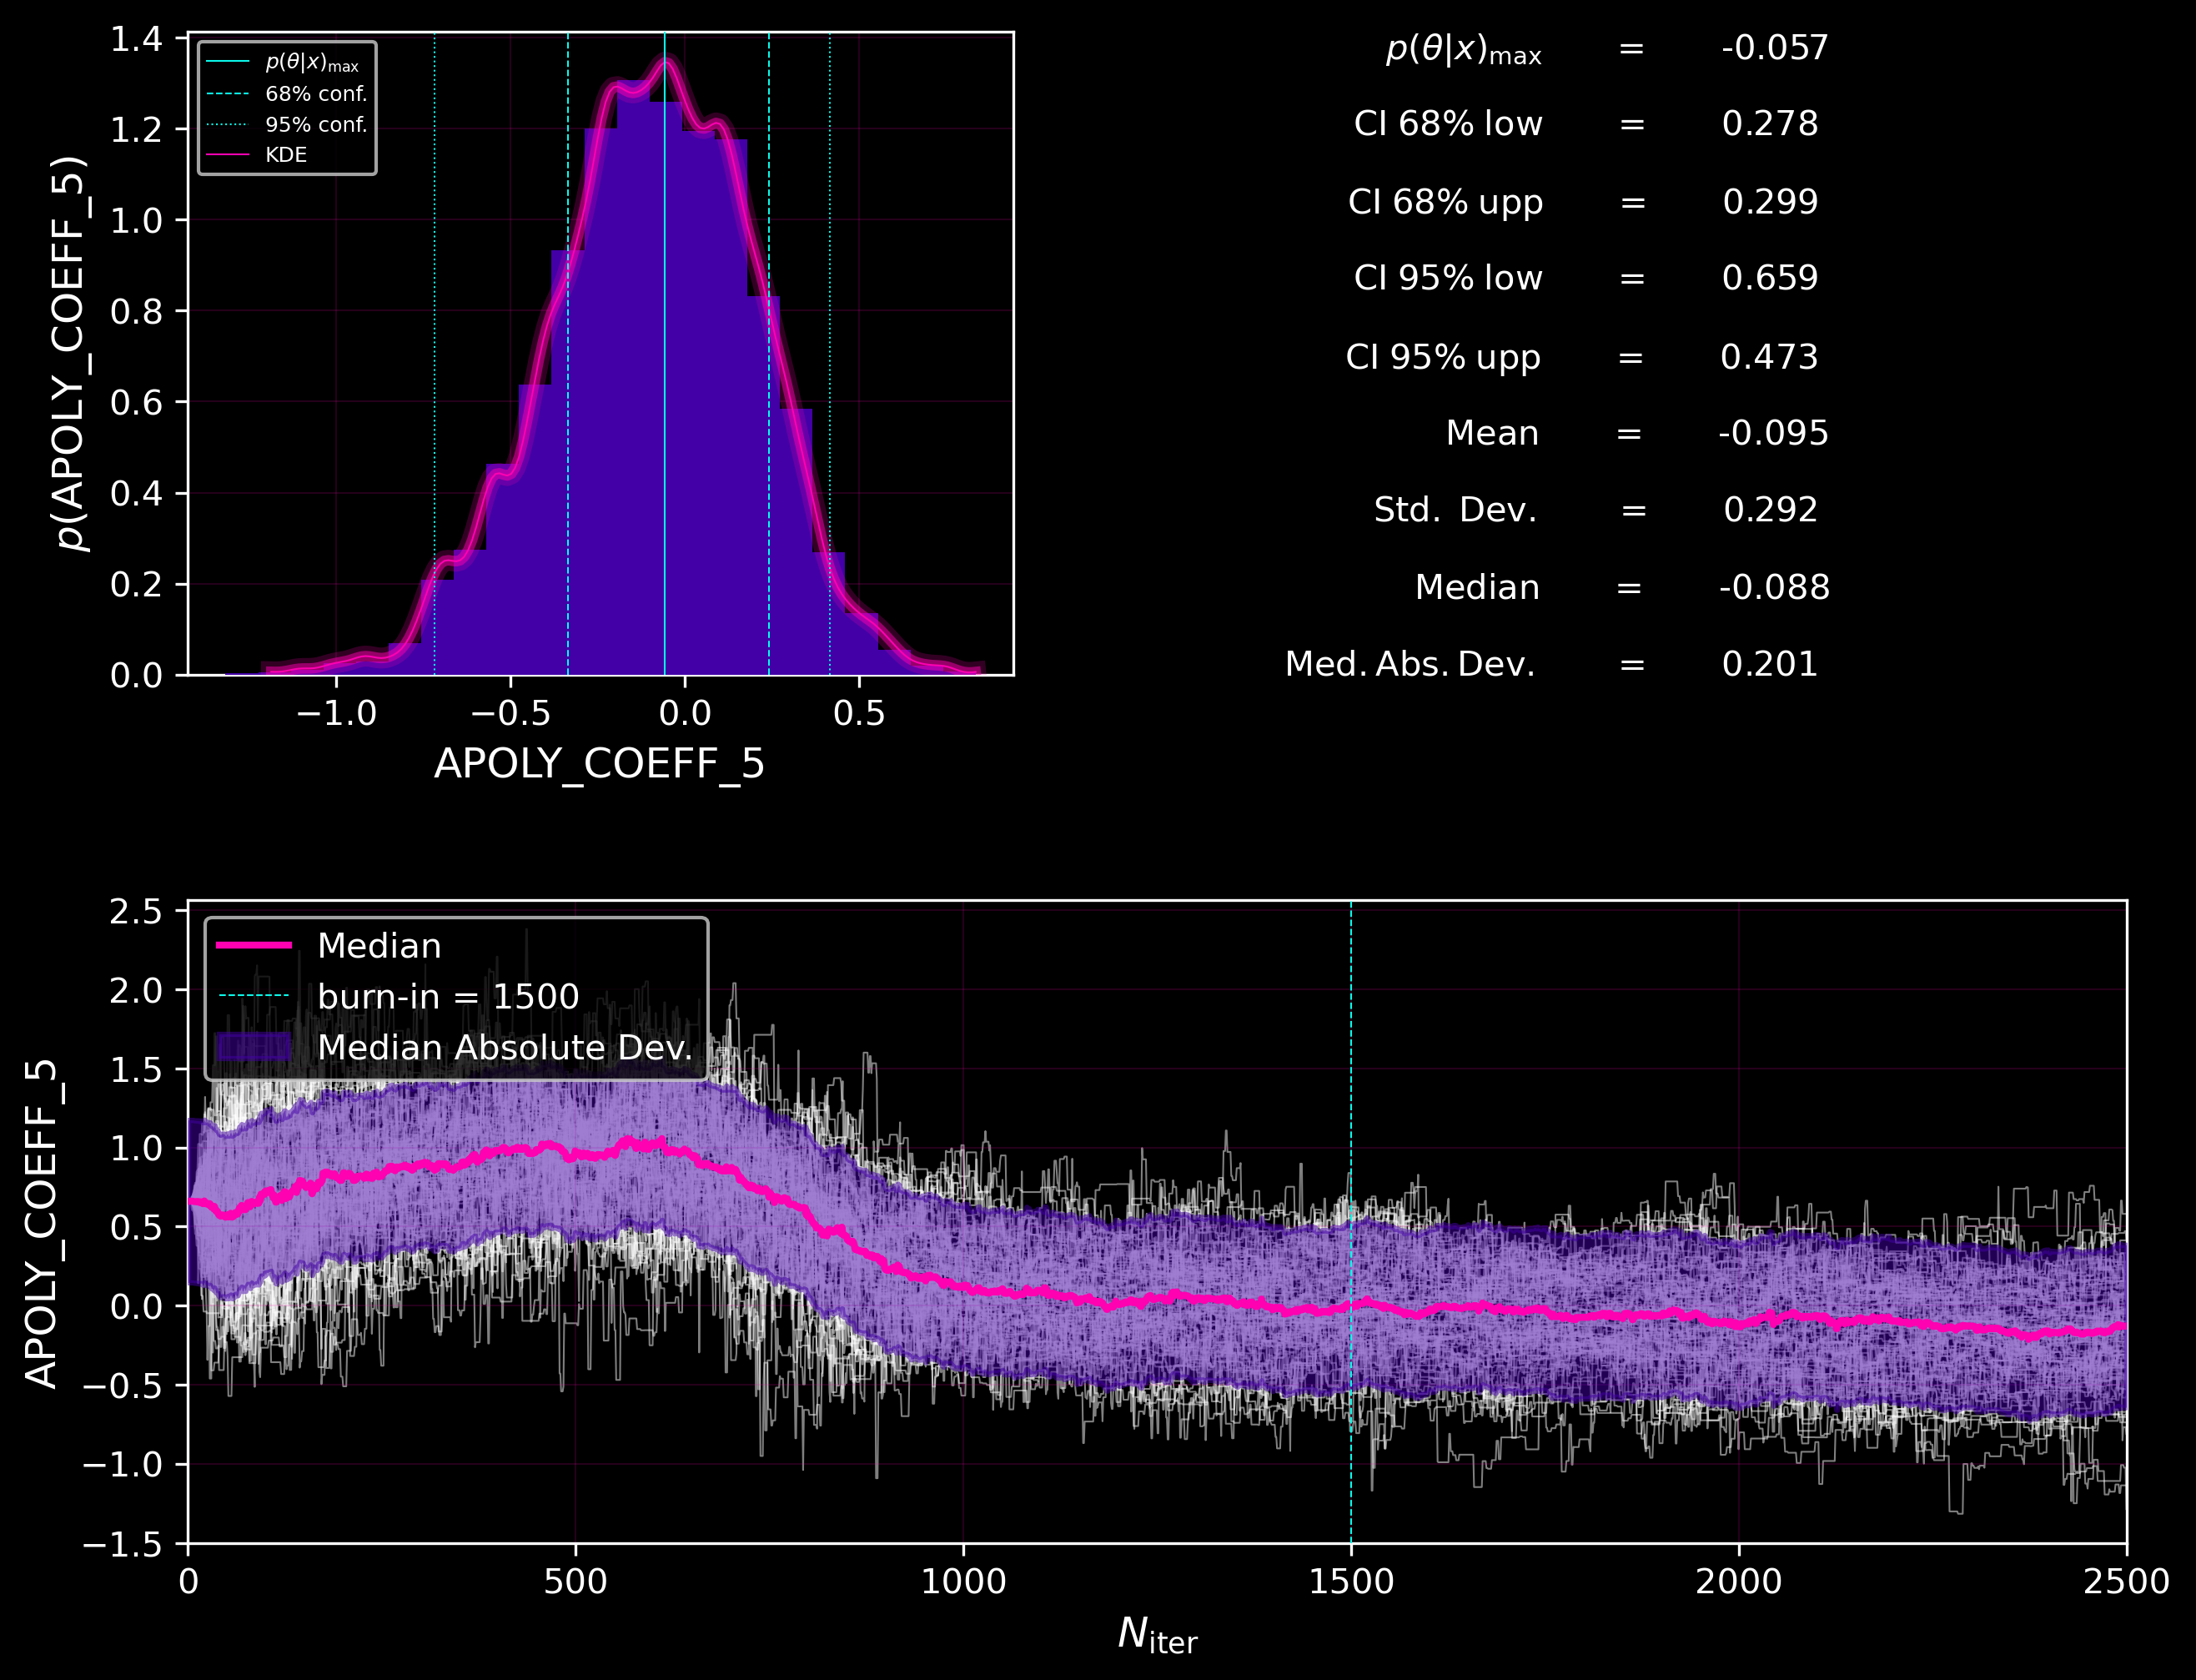 1.4
1.2
1.0
0.8
0.6
0.4
0.2
0.0
p(APOLY_COEFF_5)
p(θ|x)max
68% conf.
95% conf.
KDE
−1.0 −0.5 0.0 0.5
APOLY_COEFF_5
p(θ|x)max = -0.057
CI 68% low = 0.278
CI 68% upp = 0.299
CI 95% low = 0.659
CI 95% upp = 0.473
Mean = -0.095
Std. Dev. = 0.292
Median = -0.088
Med. Abs. Dev. = 0.201
2.5
2.0
1.5
1.0
0.5
0.0
−0.5
−1.0
−1.5
APOLY_COEFF_5
Median
burn-in = 1500
Median Absolute Dev.
0 500 1000 1500 2000 2500
Niter